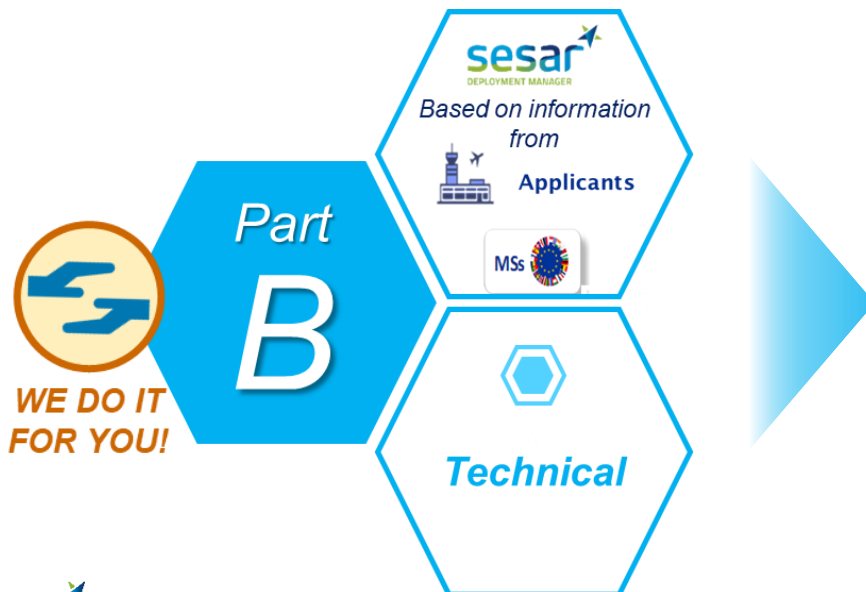 sesar
DEPLOYMENT MANAGER
Based on information
from
Applicants
MSs
Part
B
WE DO IT
FOR YOU!
Technical